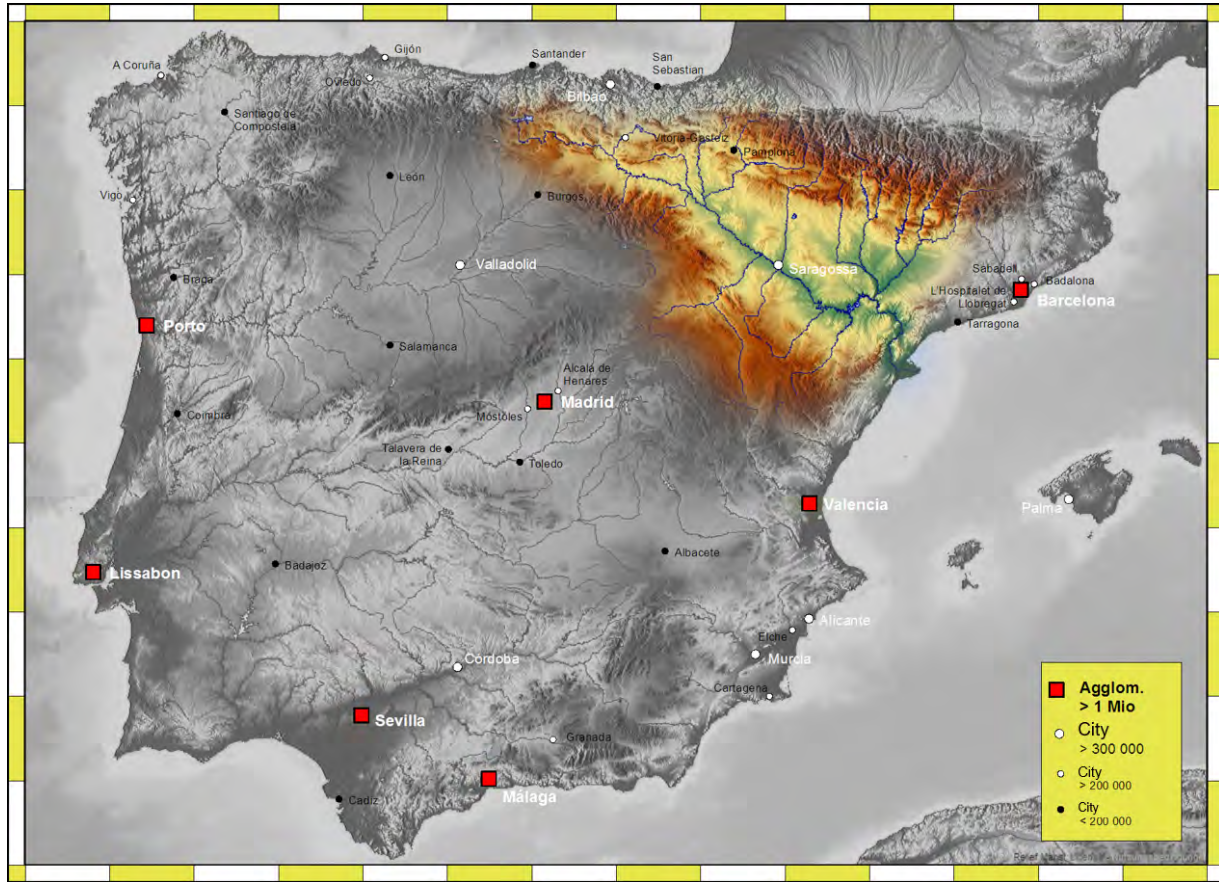 Gijón
A Coruña
Santander
San
Sebastian
Oviedo
Bilbao
Santiago de
Compostela
Vitoria-Gasteiz
Pamplona
León
Vigo
Burgos
Valladolid
Saragossa
Sabadell
Badalona
Braga
L'Hospitalet de
Llobregat
Barcelona
Tarragona
Porto
Salamanca
Alcalá de
Henares
Madrid
Móstoles
Coimbra
Talavera de
la Reina
Toledo
Valencia
Palma
Albacete
Badajoz
Lissabon
Alicante
Elche
Murcia
Córdoba
Cartagena
Sevilla
Granada
Málaga
Cadiz
Agglom.
> 1 Mio
City
> 300 000
City
> 200 000
City
< 200 000